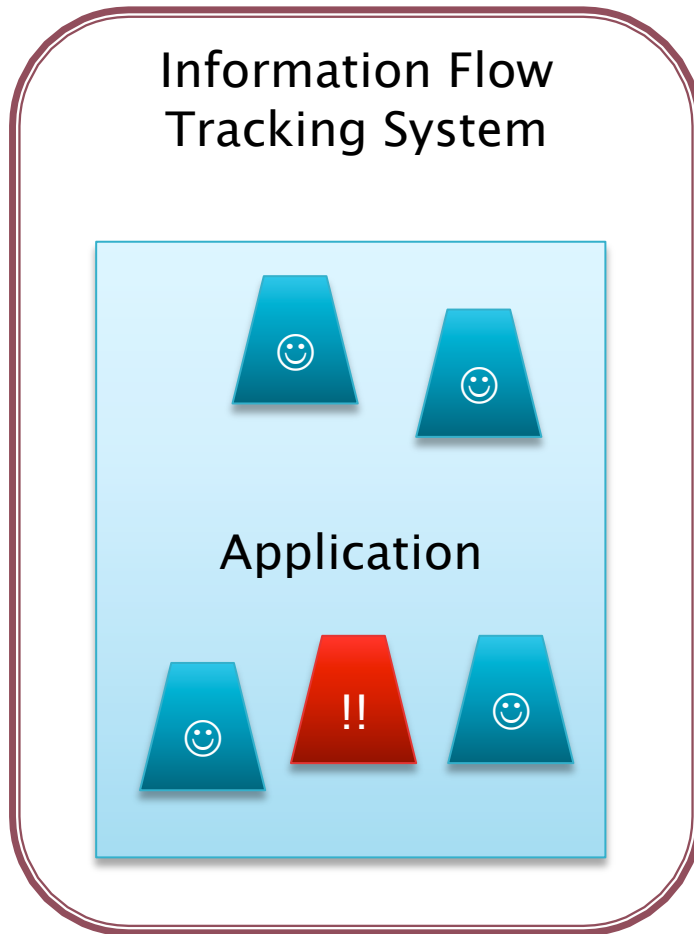 Information Flow
Tracking System
☺
☺
Application
☺
!!
☺